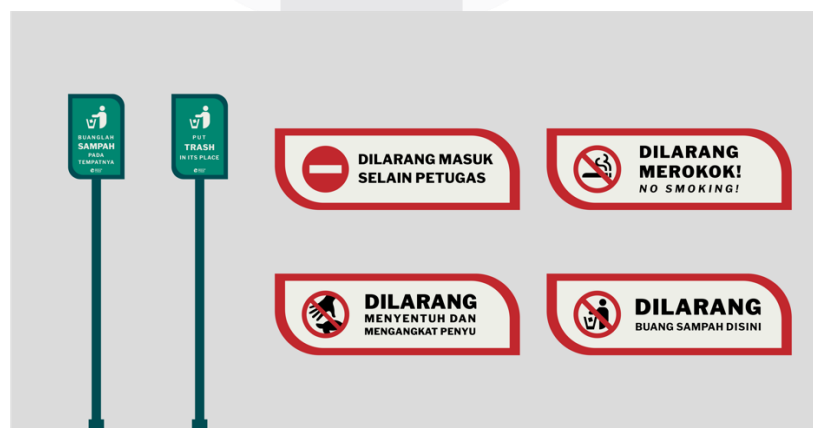 BUANGLAH
SAMPAH
PADA
TEMPATNYA
PUT
TRASH
IN ITS PLACE
DILARANG MASUK
SELAIN PETUGAS
DILARANG
MEROKOK!
NO SMOKING!
DILARANG
MENYENTUH DAN
MENGANGKAT PENYU
DILARANG
BUANG SAMPAH DISINI